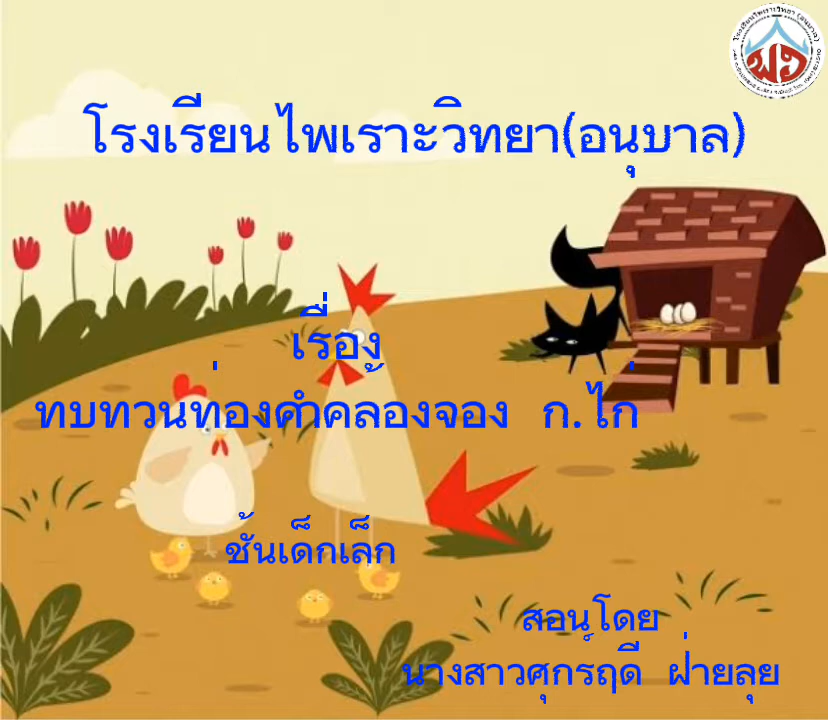 โรงเรียนไพเราะวิทยา(อนุบาล)
เรื่อง
ทบทวนท่องคำคล้องจอง ก.ไก่
ชั้นเด็กเล็ก
สอนโดย
นางสาวศุกร์ฤดี ฝ่ายลุย